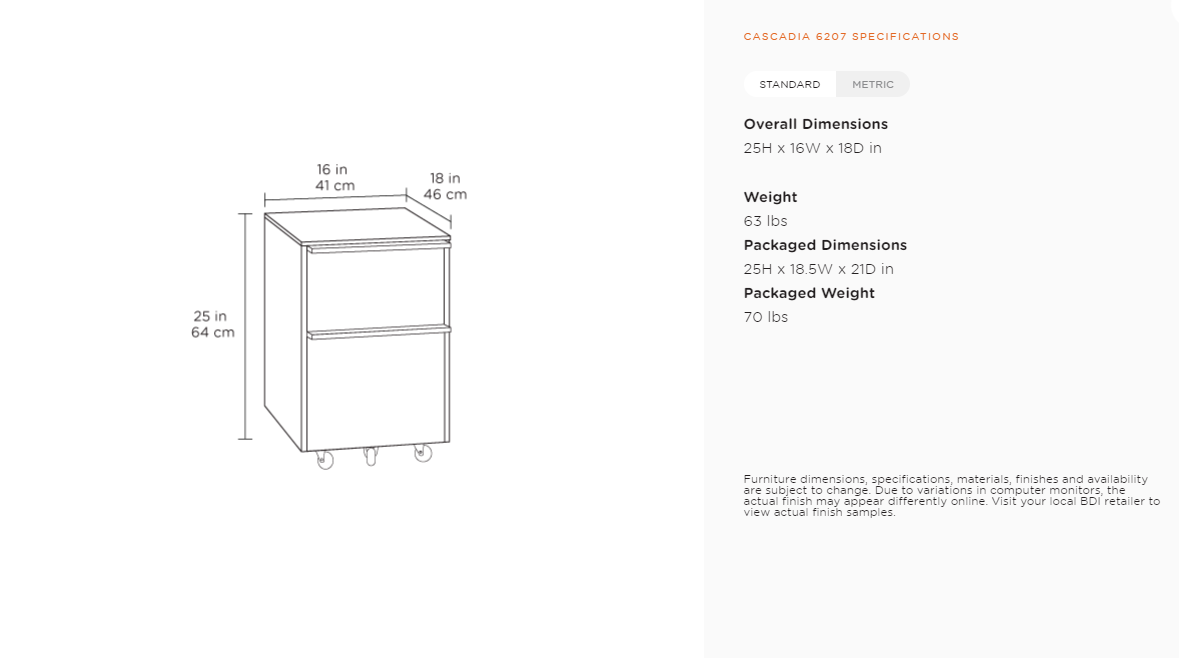 16 in
41 cm
18 in
46 cm
25 in
64 cm
CASCADIA 6207 SPECIFICATIONS
STANDARD
METRIC
Overall Dimensions
25H x 16W x 18D in
Weight
63 lbs
Packaged Dimensions
25H x 18.5W x 21D in
Packaged Weight
70 lbs
Furniture dimensions, specifications, materials, finishes and availability
are subject to change. Due to variations in computer monitors, the
actual finish may appear differently online. Visit your local BDI retailer to
view actual finish samples.